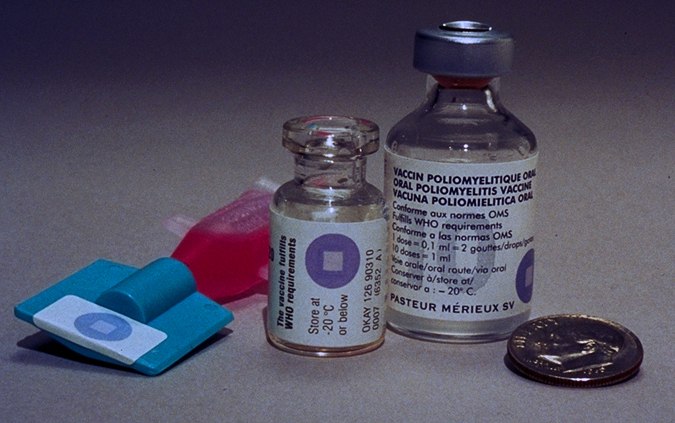 The vaccine fulfills
WHO requirements
Store at
-20 °C
or below
OKAY 126 90310
0007 (6352 A)
VACCIN POLIOMYELITIQUE ORAL
ORAL POLIOMYELITIS VACCINE
VACUNA POLIOMIELITICA ORAL
Conforme aux normes OMS
Fulfills WHO requirements
Conforme a las normas OMS
1 dose = 0,1 ml = 2 gouttes/drops/
10 doses = 1 ml
Voie orale/oral route/via oral
Conserver à/store at/
conservar a : – 20° C.
PASTEUR MÉRIEUX SV